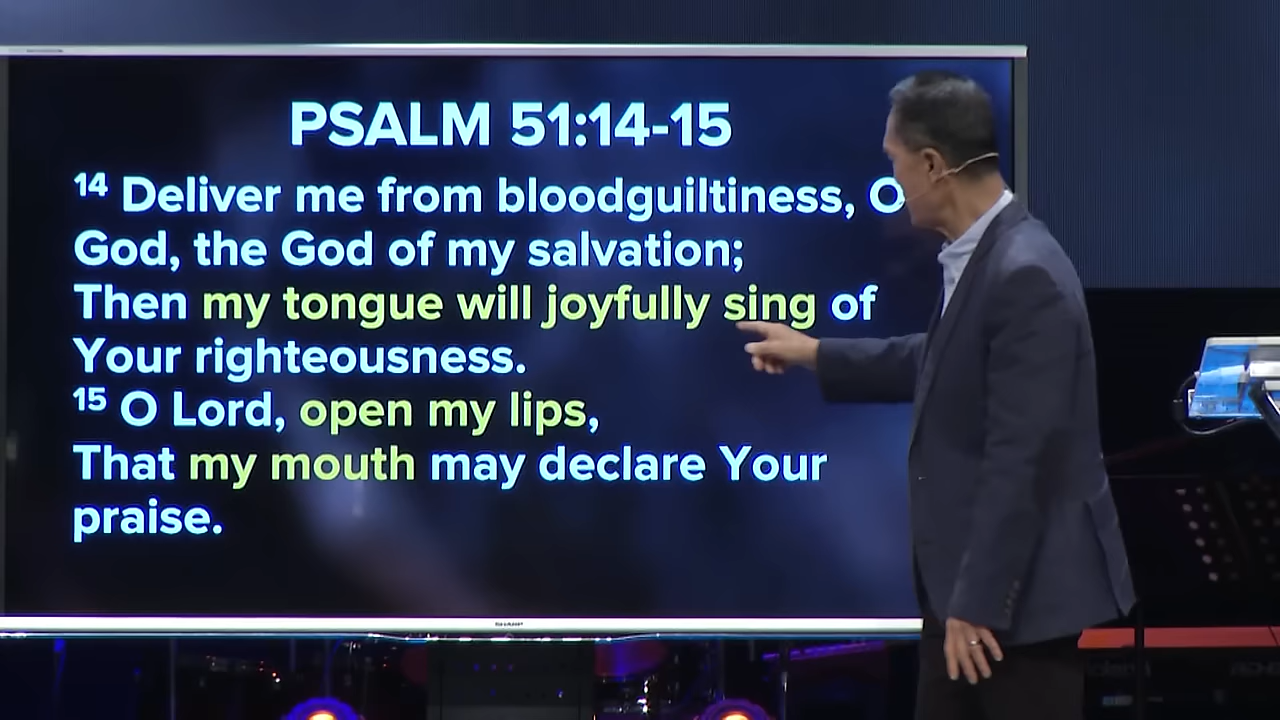 PSALM 51:14-15
14 Deliver me from bloodguiltiness, O
God, the God of my salvation;
Then my tongue will joyfully sing of
Your righteousness.
15 O Lord, open my lips,
That my mouth may declare Your
praise.